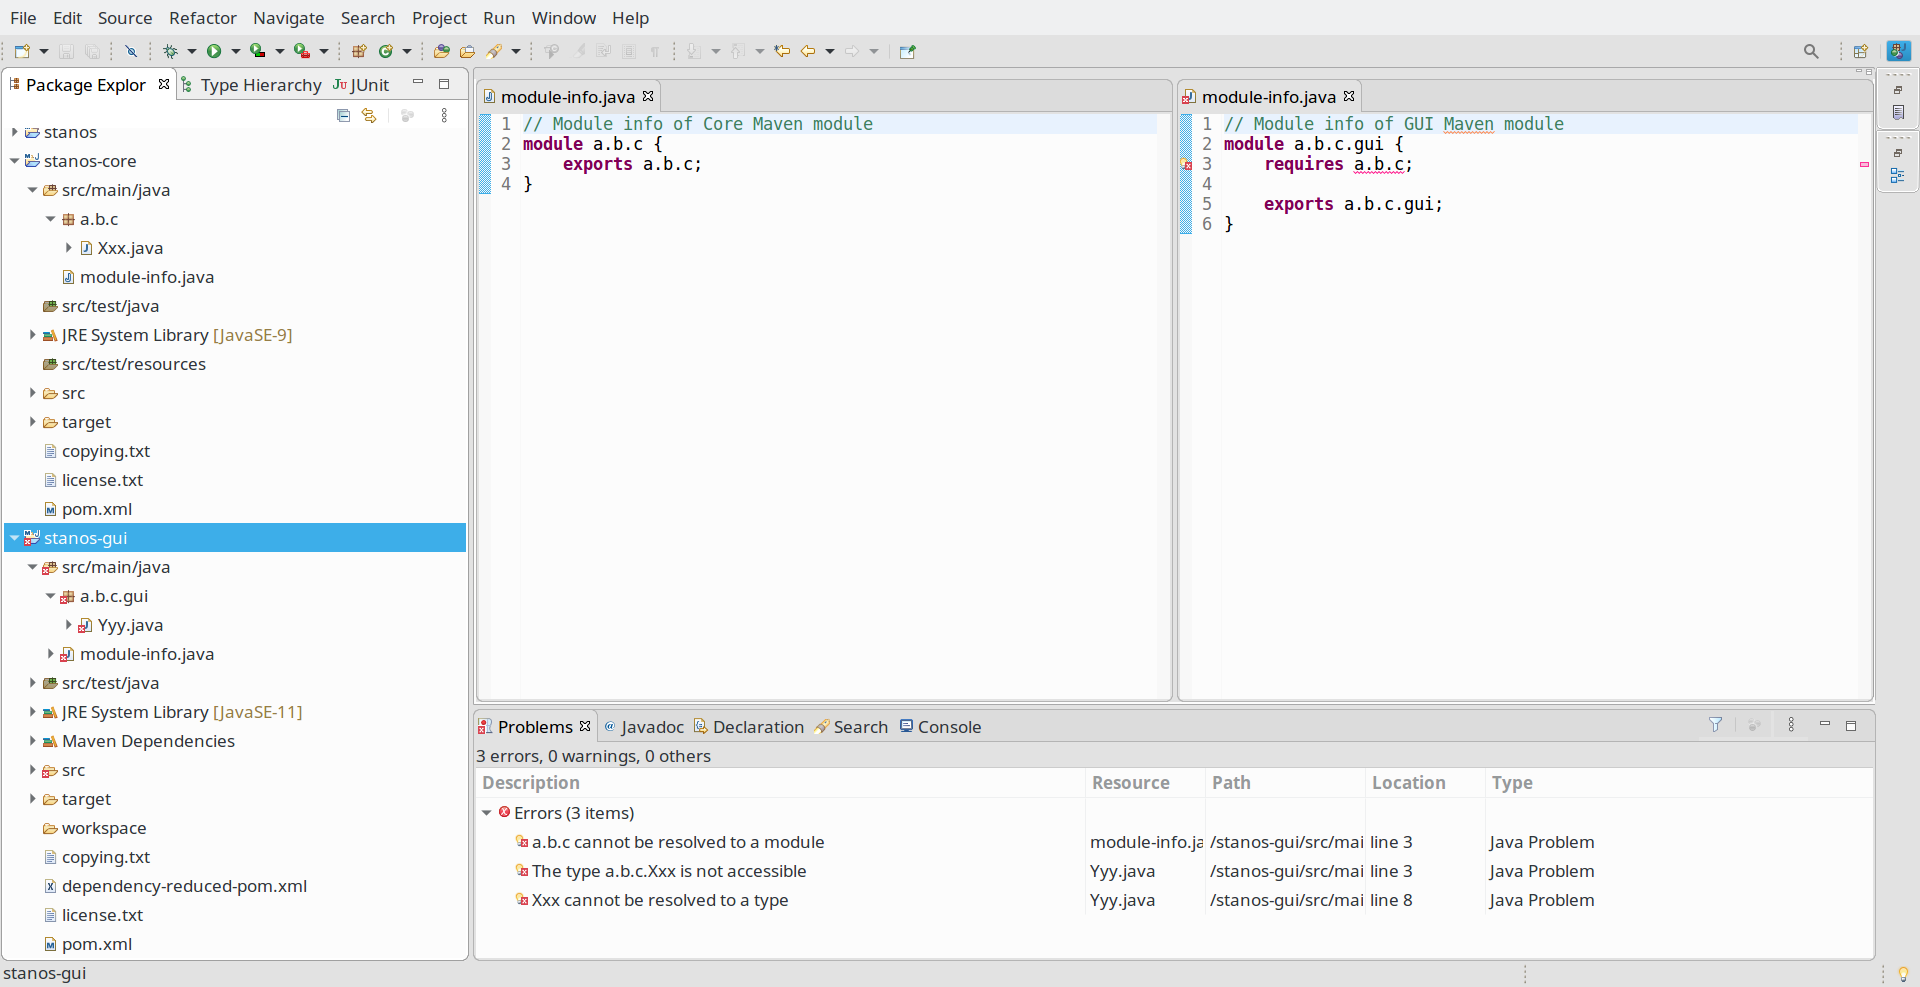 File Edit Source Refactor Navigate Search Project Run Window Help
Package Explor
Type Hierarchy
JUnit
stanos
stanos-core
src/main/java
a.b.c
Xxx.java
module-info.java
src/test/java
JRE System Library [JavaSE-9]
src/test/resources
src
target
copying.txt
license.txt
pom.xml
stanos-gui
src/main/java
a.b.c.gui
Yyy.java
module-info.java
src/test/java
JRE System Library [JavaSE-11]
Maven Dependencies
src
target
workspace
copying.txt
dependency-reduced-pom.xml
license.txt
pom.xml
module-info.java
1 // Module info of Core Maven module
2 module a.b.c {
3 exports a.b.c;
4 }
module-info.java
1 // Module info of GUI Maven module
2 module a.b.c.gui {
3 requires a.b.c;
4
5 exports a.b.c.gui;
6 }
Problems
Javadoc
Declaration
Search
Console
3 errors, 0 warnings, 0 others
Description Resource Path Location Type
Errors (3 items)
a.b.c cannot be resolved to a module module-info.ja /stanos-gui/src/mai line 3 Java Problem
The type a.b.c.Xxx is not accessible Yyy.java /stanos-gui/src/mai line 3 Java Problem
Xxx cannot be resolved to a type Yyy.java /stanos-gui/src/mai line 8 Java Problem
stanos-gui